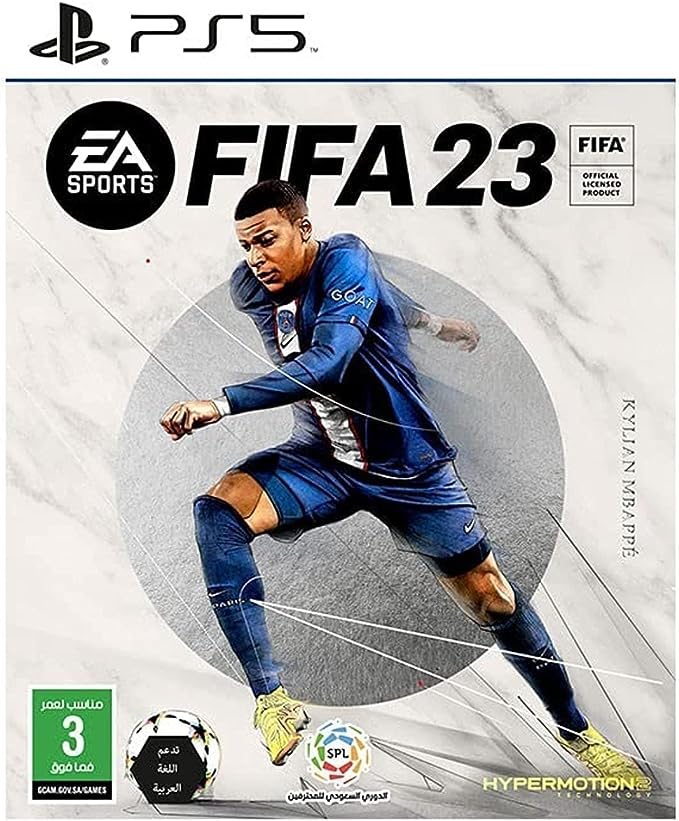 PS5
EA
SPORTS
FIFA 23
FIFA
OFFICIAL
LICENSED
PRODUCT
GOAT
KYLIAN MBAPPÉ
PARIS
مناسب لعمر
3
فما فوق
GCAM.GOV.SA/GAMES
تدعم
اللغة
العربية
SPL
الدوري السعودي للمحترفين
HYPERMOTION2
TECHNOLOGY